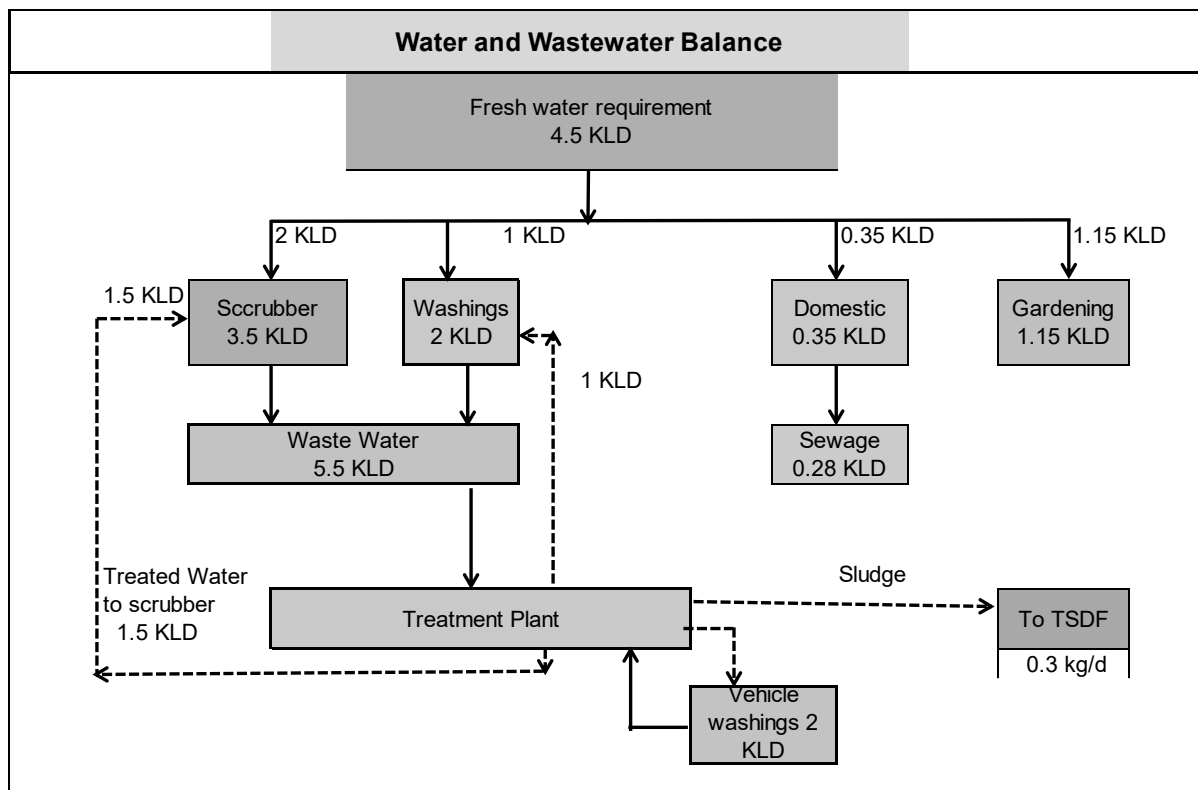 Water and Wastewater Balance
Fresh water requirement
4.5 KLD
2 KLD
1 KLD
0.35 KLD
1.15 KLD
1.5 KLD
Sccrubber
3.5 KLD
Washings
2 KLD
Domestic
0.35 KLD
Gardening
1.15 KLD
1 KLD
Waste Water
5.5 KLD
Sewage
0.28 KLD
Treated Water
to scrubber
1.5 KLD
Treatment Plant
Sludge
To TSDF
0.3 kg/d
Vehicle
washings 2
KLD